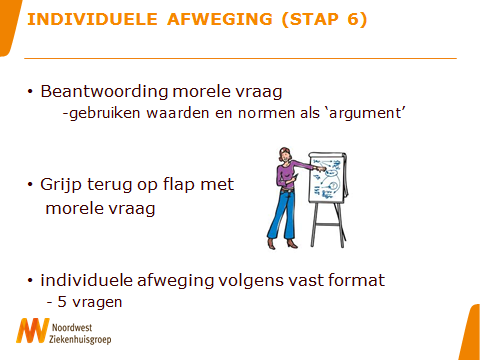 INDIVIDUELE AFWEGING (STAP 6)
• Beantwoording morele vraag
-gebruiken waarden en normen als ‘argument’
• Grijp terug op flap met
morele vraag
• individuele afweging volgens vast format
- 5 vragen
Noordwest
Ziekenhuisgroep